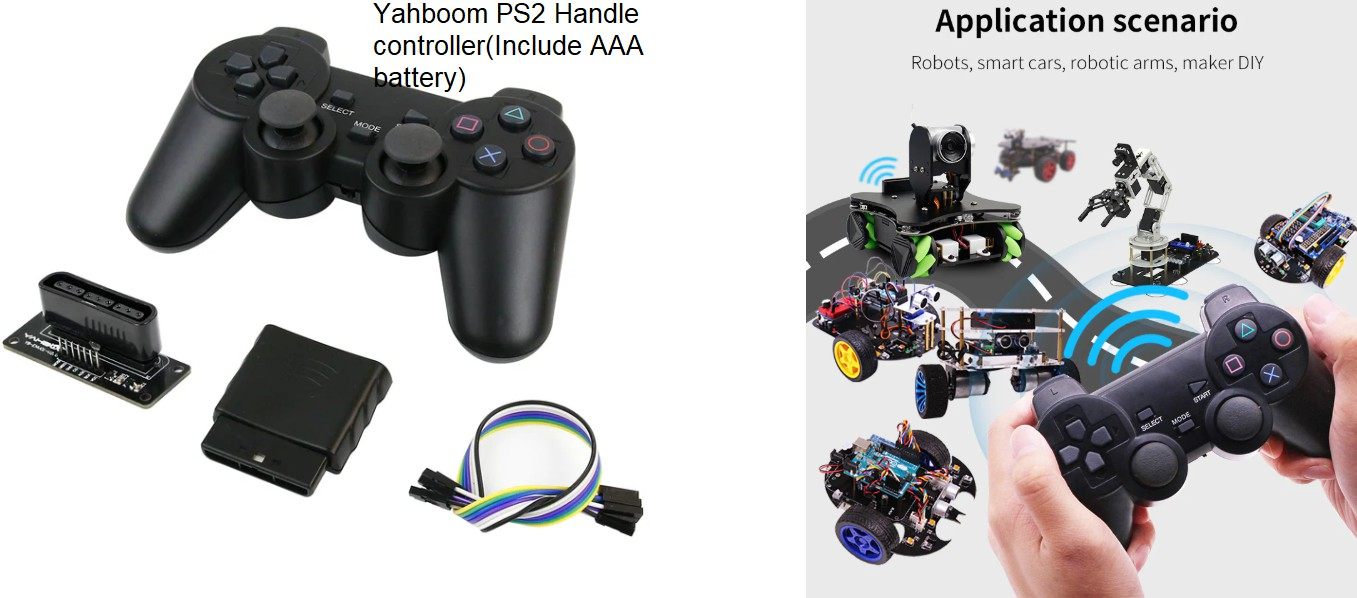 Yahboom PS2 Handle
controller(Include AAA
battery)
SELECT
MODE
Application scenario
Robots, smart cars, robotic arms, maker DIY
R
L
START
SELECT
MODE